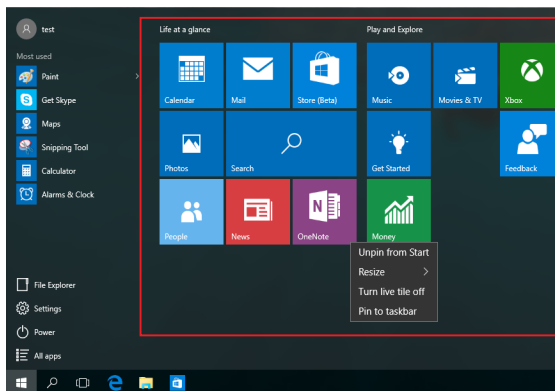 test
Most used
Paint
Get Skype
Maps
Snipping Tool
Calculator
Alarms & Clock
File Explorer
Settings
Power
All apps
Life at a glance
Play and Explore
Calendar
Mail
Store (Beta)
Music
Movies & TV
Xbox
Photos
Search
Get Started
Feedback
People
News
OneNote
Money
Unpin from Start
Resize
Turn live tile off
Pin to taskbar